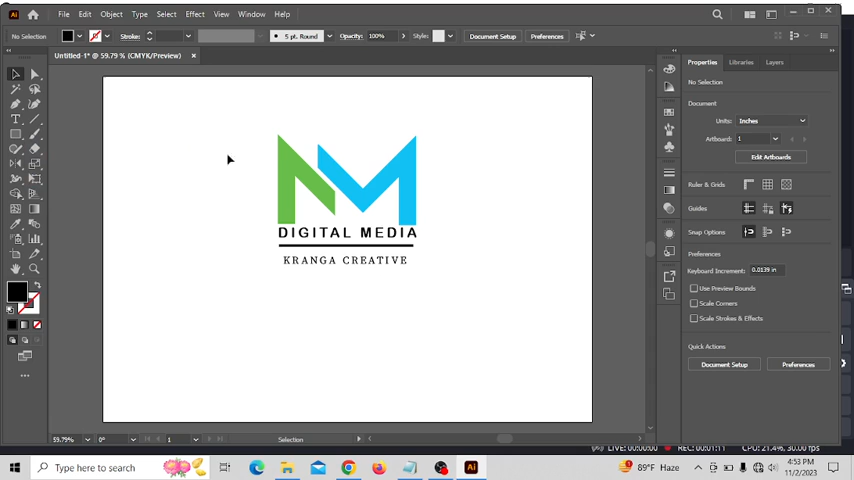 Ai File Edit Object Type Select Effect View Window Help
No Selection Stroke: 5 pt. Round Opacity: 100% Style: Document Setup Preferences
Untitled-1* @ 59.79 % (CMYK/Preview) ×
Properties Libraries Layers
No Selection
Document
Units: Inches
Artboard: 1
Edit Artboards
Ruler & Grids
Guides
Snap Options
Preferences
Keyboard Increment: 0.0139 in
Use Preview Bounds
Scale Corners
Scale Strokes & Effects
Quick Actions
Document Setup Preferences
DIGITAL MEDIA
KRANGA CREATIVE
59.79% 0° 1 Selection
LIVE: 00:00:00 REC: 00:01:11 CPU: 21.4%, 30.00 fps
Type here to search
Ai
89°F Haze
4:53 PM
11/2/2023